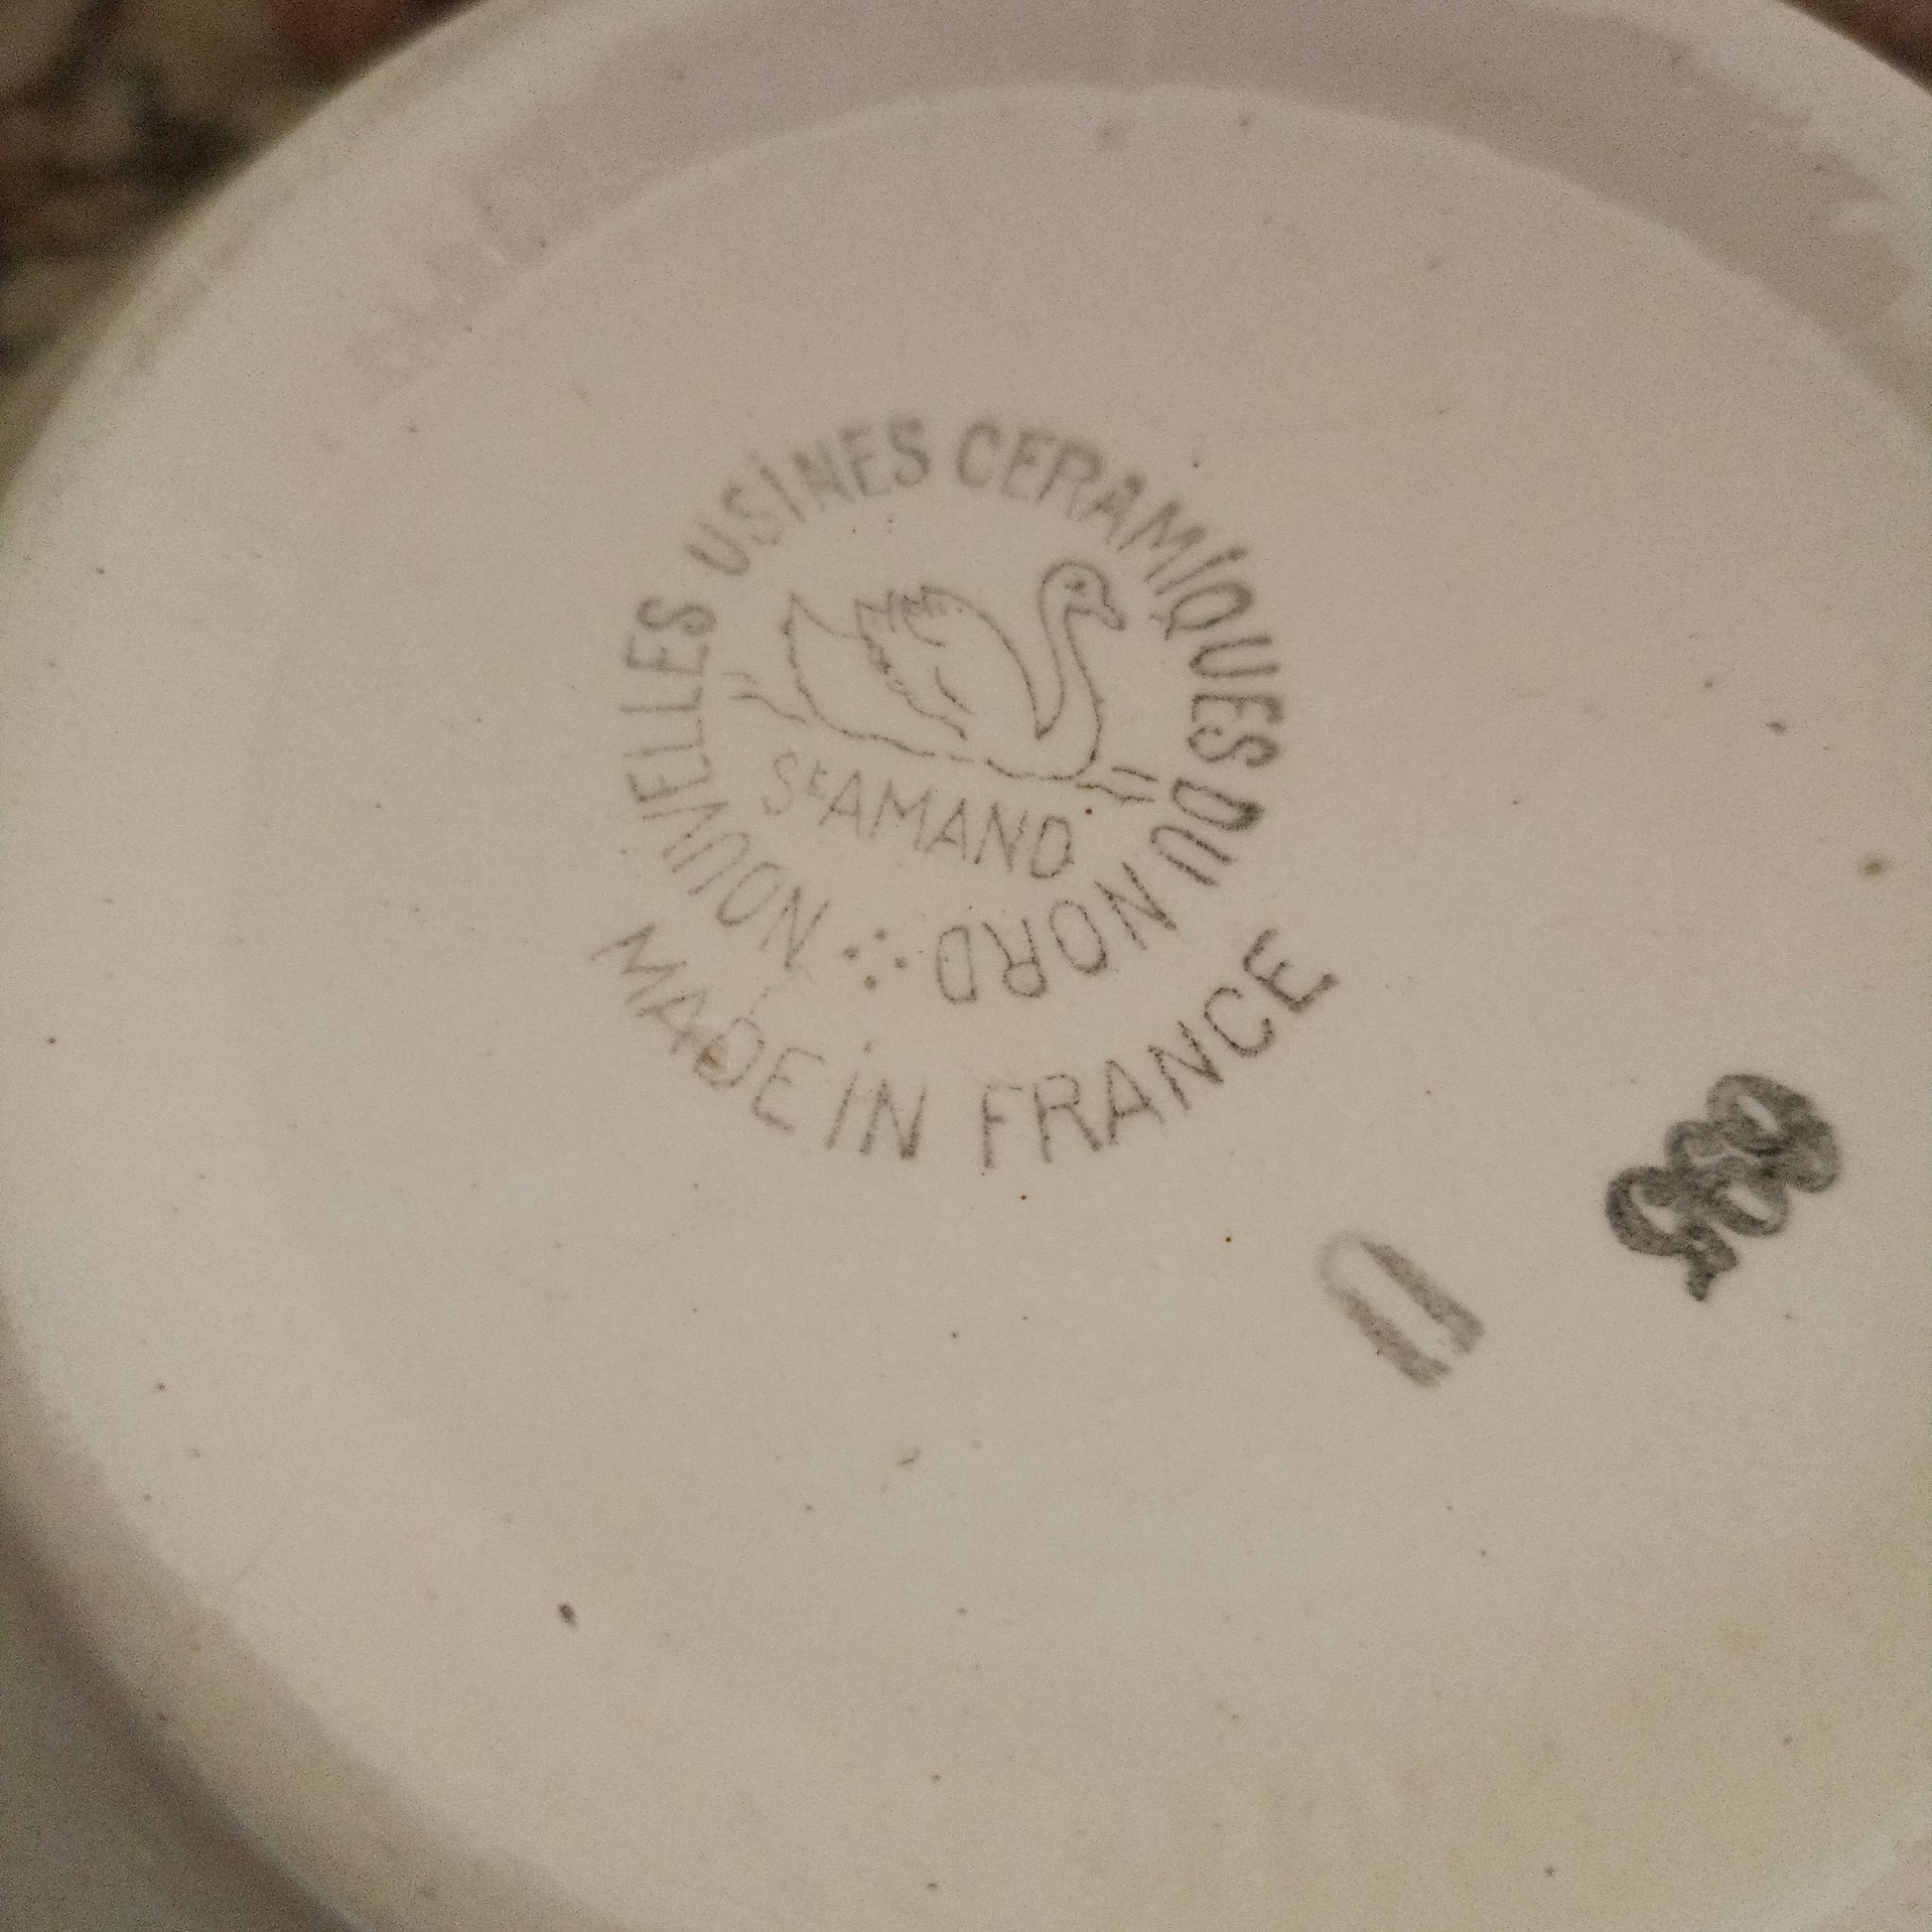 NOUVELLES USINES CERAMIQUES DU NORD
St AMAND
MADE IN FRANCE